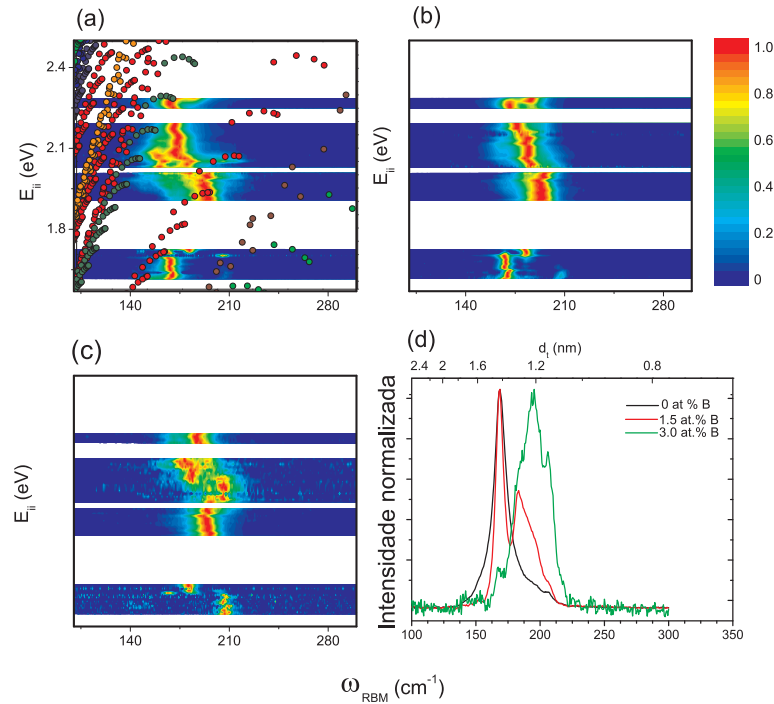 (a)
(b)
2.5
2.4
2.1
1.8
E_ii (eV)
140
210
280
E_ii (eV)
140
210
280
1.0
0.8
0.6
0.4
0.2
0
(c)
E_ii (eV)
140
210
280
(d)
d_t (nm)
2.4
2
1.6
1.2
0.8
Intensidade normalizada
0 at % B
1.5 at.% B
3.0 at.% B
100
150
200
250
300
350
ω_RBM (cm⁻¹)